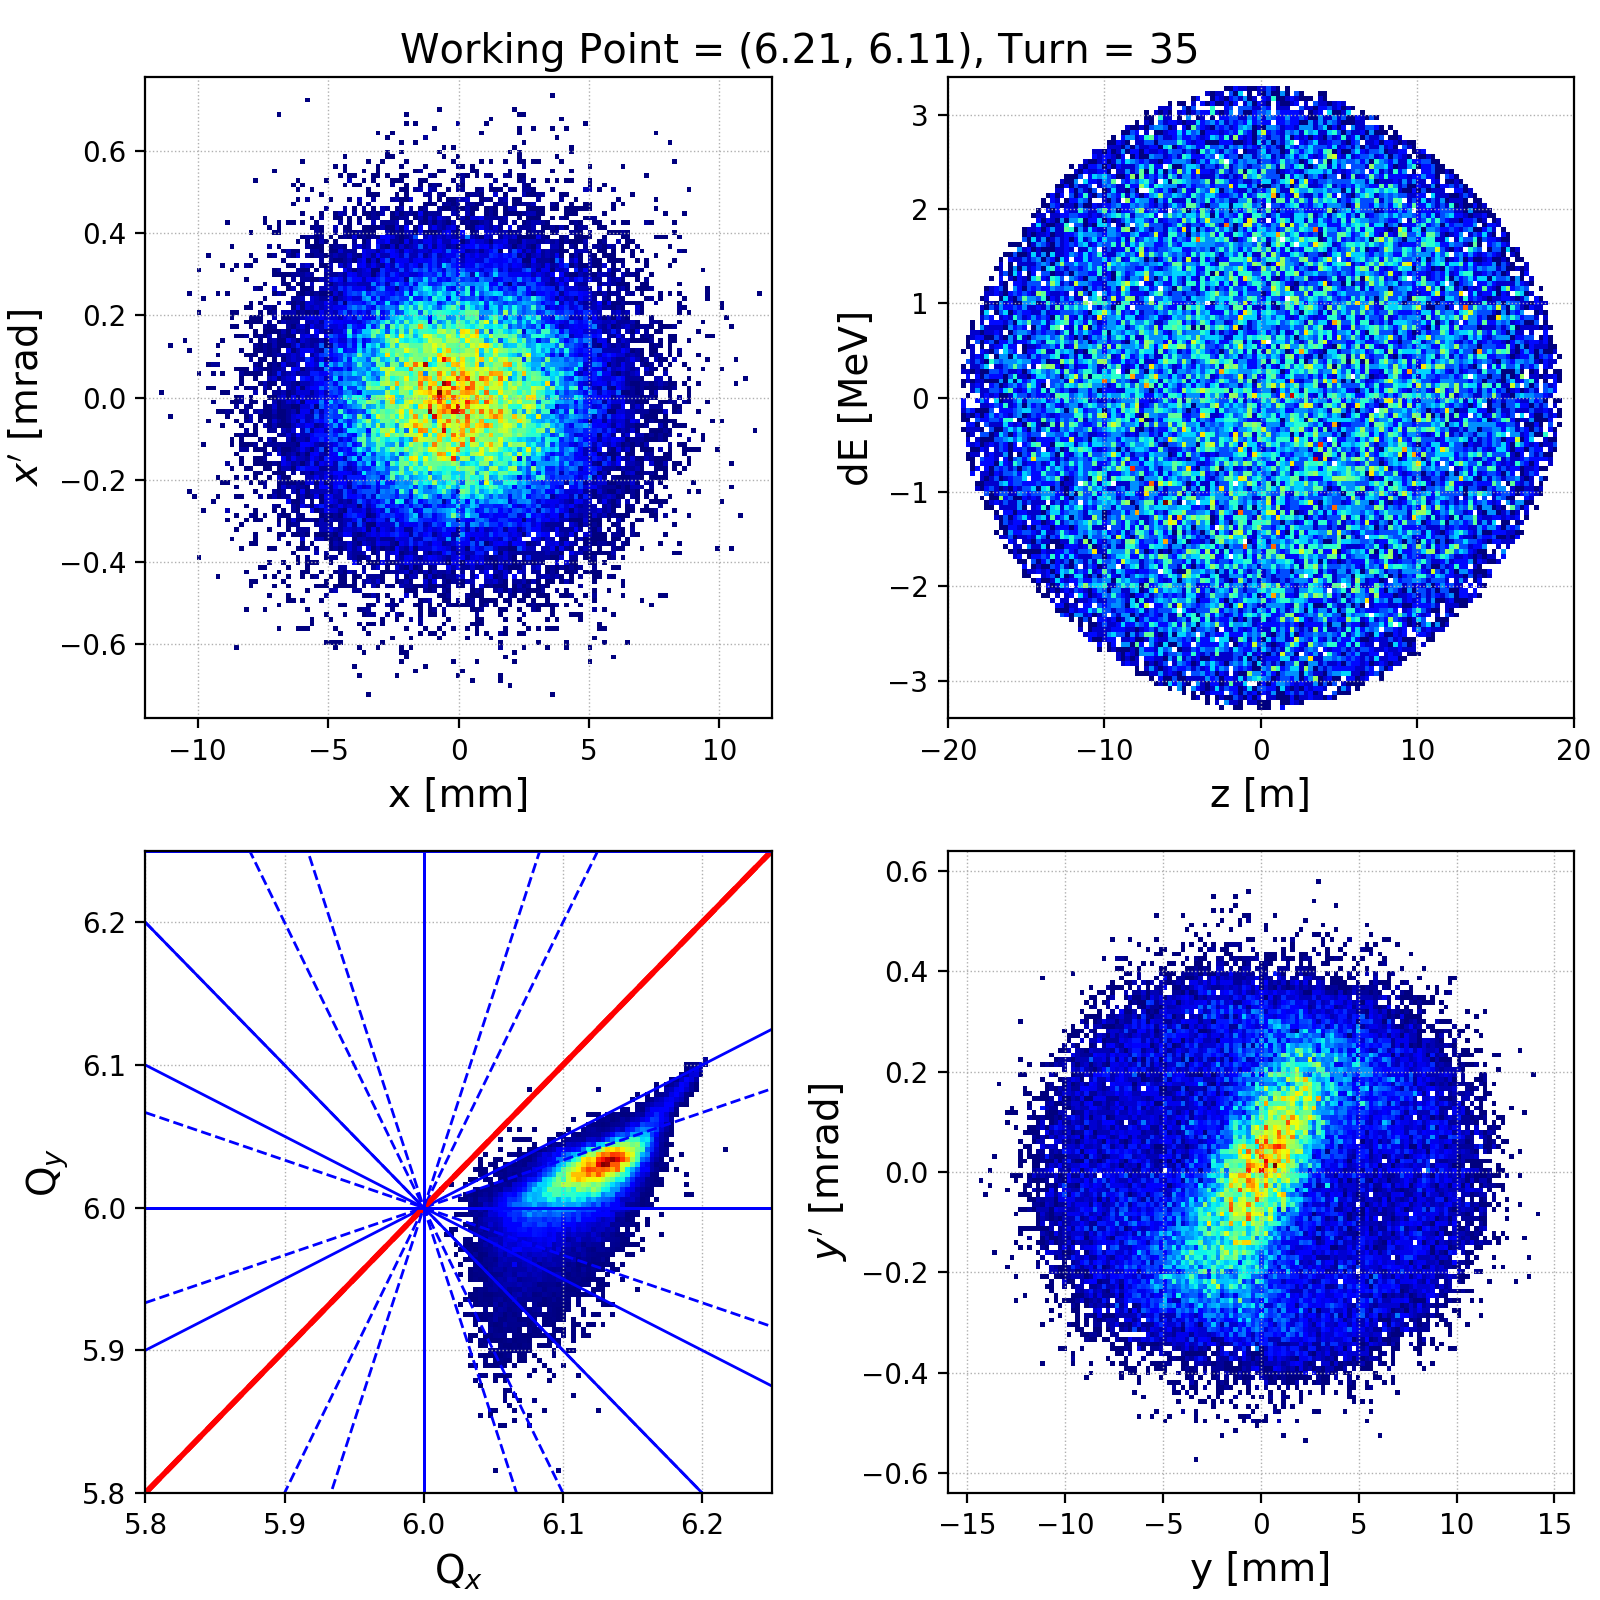 Working Point = (6.21, 6.11), Turn = 35
0.6
0.4
0.2
0.0
−0.2
−0.4
−0.6
x′ [mrad]
−10 −5 0 5 10
x [mm]
3
2
1
0
−1
−2
−3
dE [MeV]
−20 −10 0 10 20
z [m]
6.2
6.1
6.0
5.9
5.8
Qy
5.8 5.9 6.0 6.1 6.2
Qx
0.6
0.4
0.2
0.0
−0.2
−0.4
−0.6
y′ [mrad]
−15 −10 −5 0 5 10 15
y [mm]